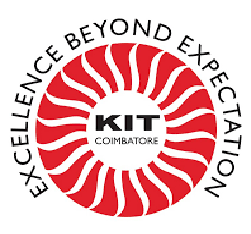 EXCELLENCE BEYOND EXPECTATION
KIT
COIMBATORE